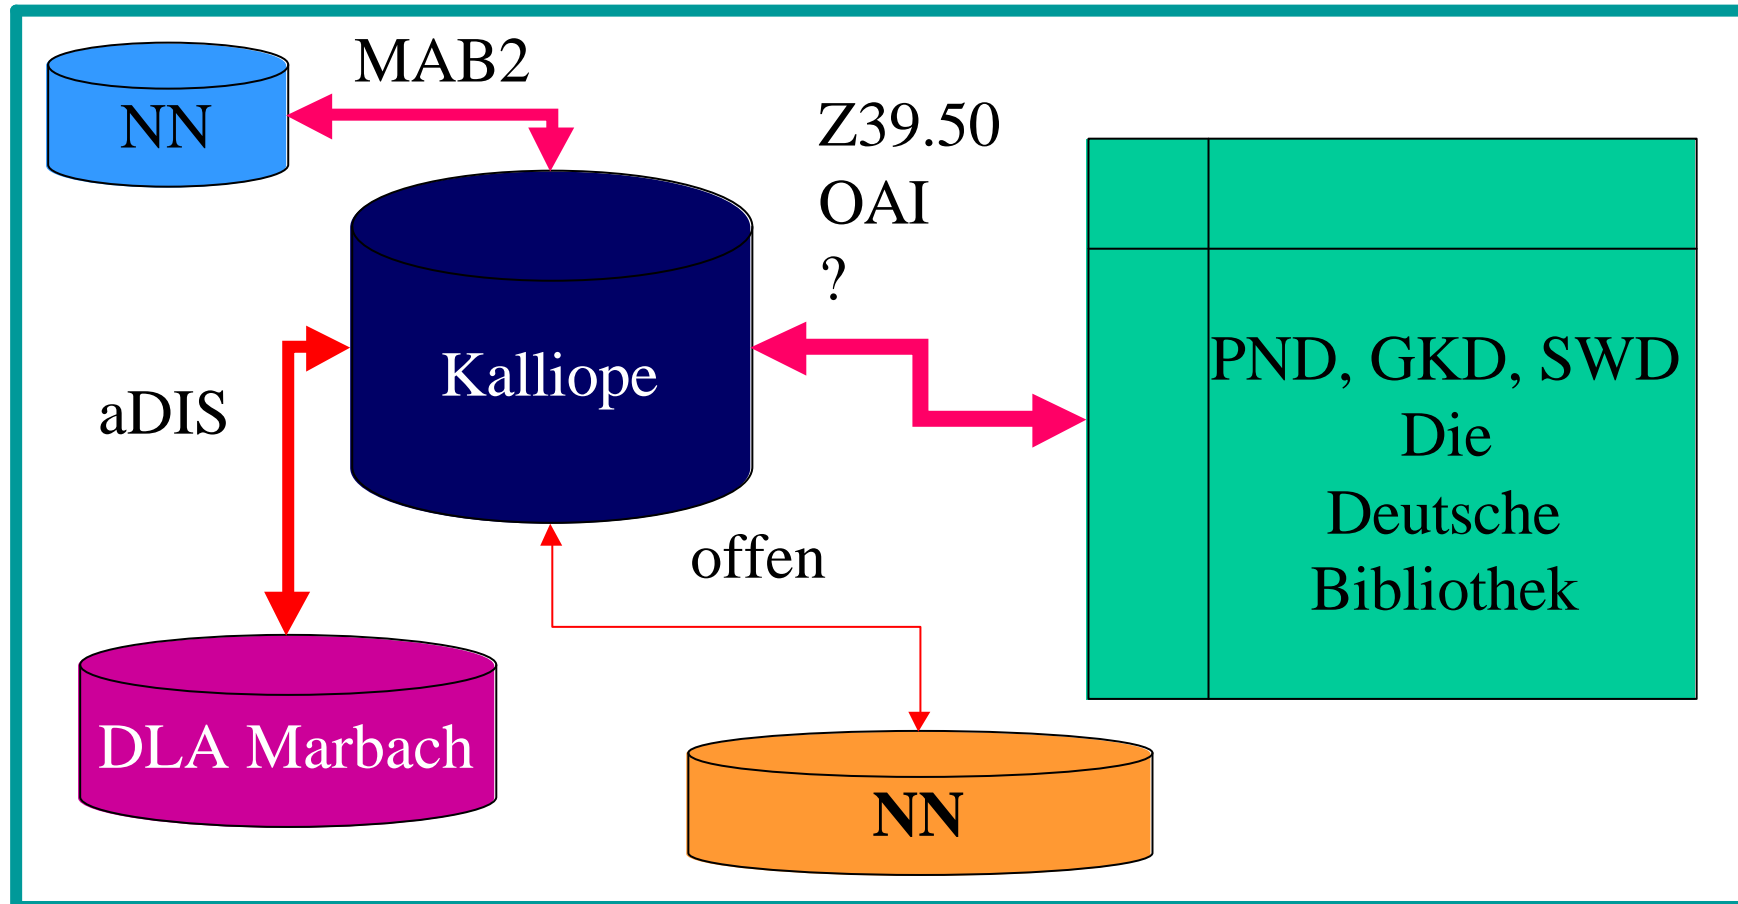 MAB2
NN
Z39.50
OAI
?
Kalliope
PND, GKD, SWD
Die
Deutsche
Bibliothek
aDIS
offen
DLA Marbach
NN